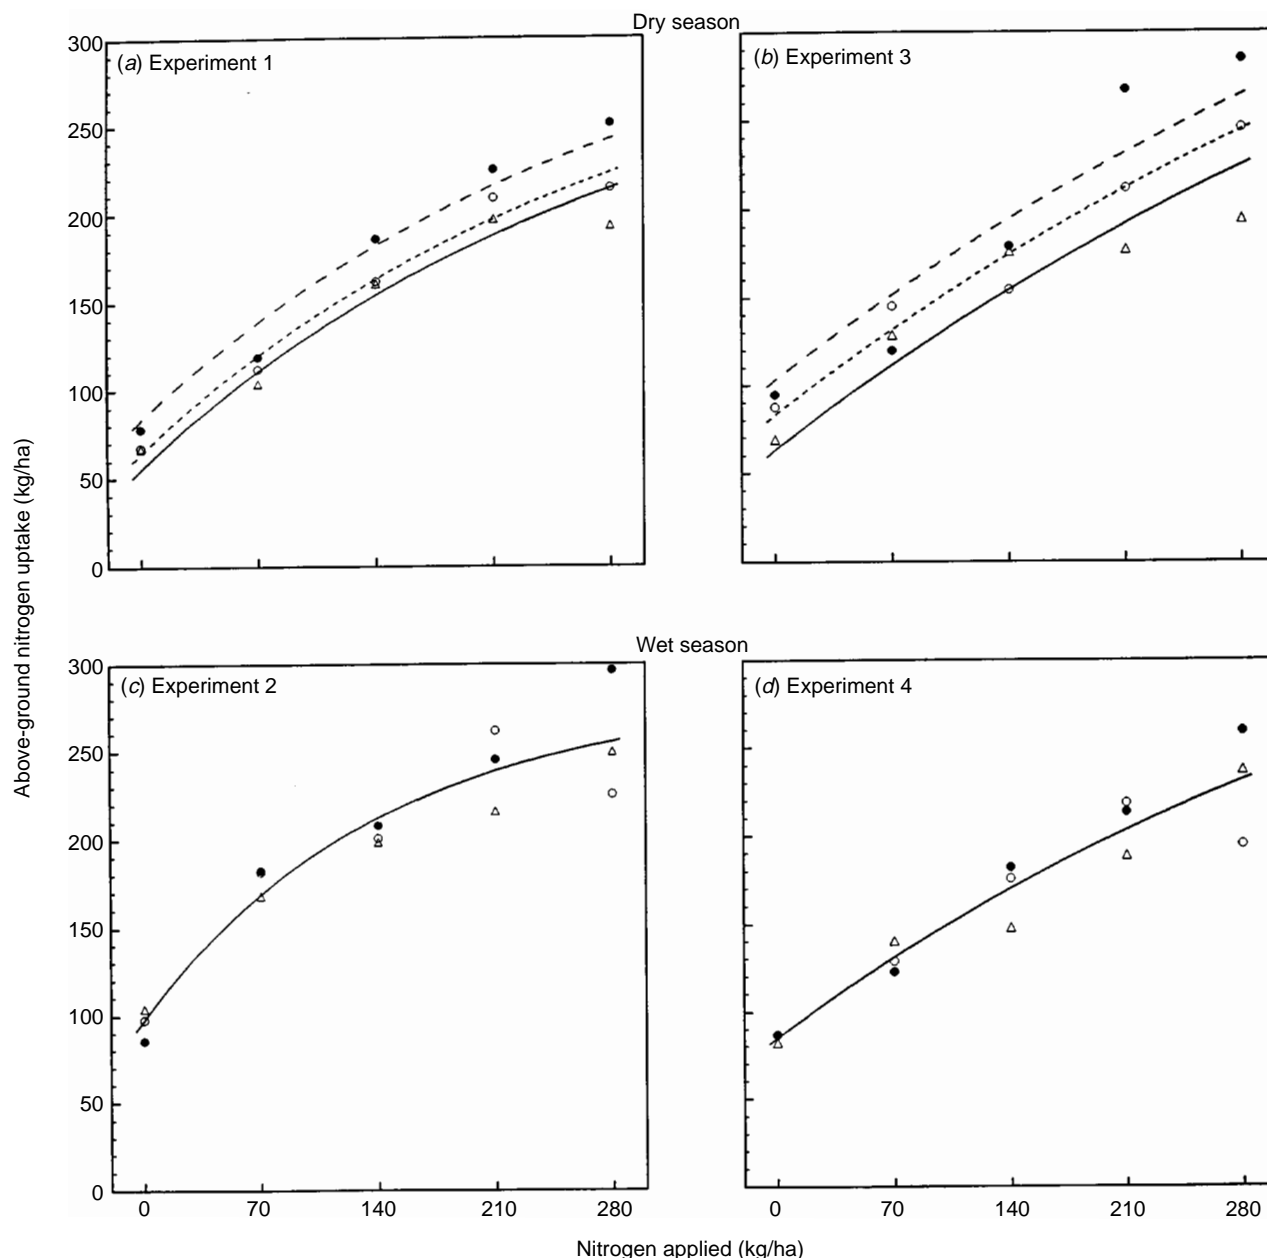 Dry season
(a) Experiment 1
(b) Experiment 3
300
250
200
150
100
50
0
Above-ground nitrogen uptake (kg/ha)
Wet season
(c) Experiment 2
(d) Experiment 4
300
250
200
150
100
50
0
0 70 140 210 280
0 70 140 210 280
Nitrogen applied (kg/ha)